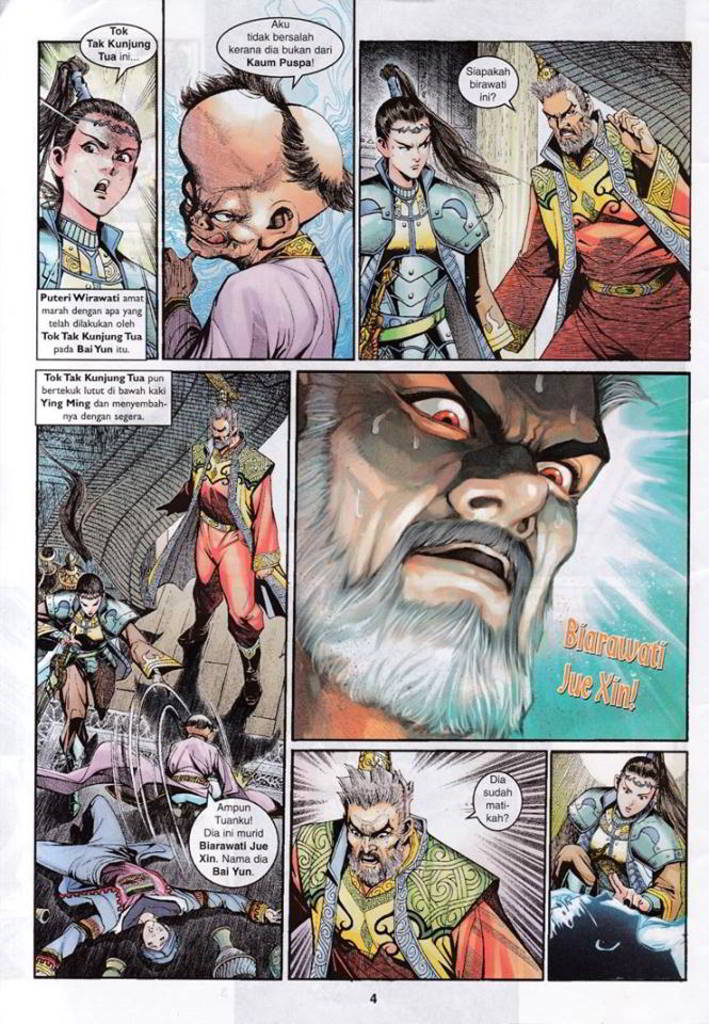 Tok
Tak Kunjung
Tua ini...
Aku
tidak bersalah
kerana dia bukan dari
Kaum Puspa!
Siapakah
birawati
ini?
Puteri Wirawati amat
marah dengan apa yang
telah dilakukan oleh
Tok Tak Kunjung Tua
pada Bai Yun itu.
Tok Tak Kunjung Tua pun
bertekuk lutut di bawah kaki
Ying Ming dan menyembah-
nya dengan segera.
Biarawati
Jue Xin!
Ampun
Tuanku!
Dia ini murid
Biarawati Jue
Xin. Nama dia
Bai Yun.
Dia
sudah
mati-
kah?
4